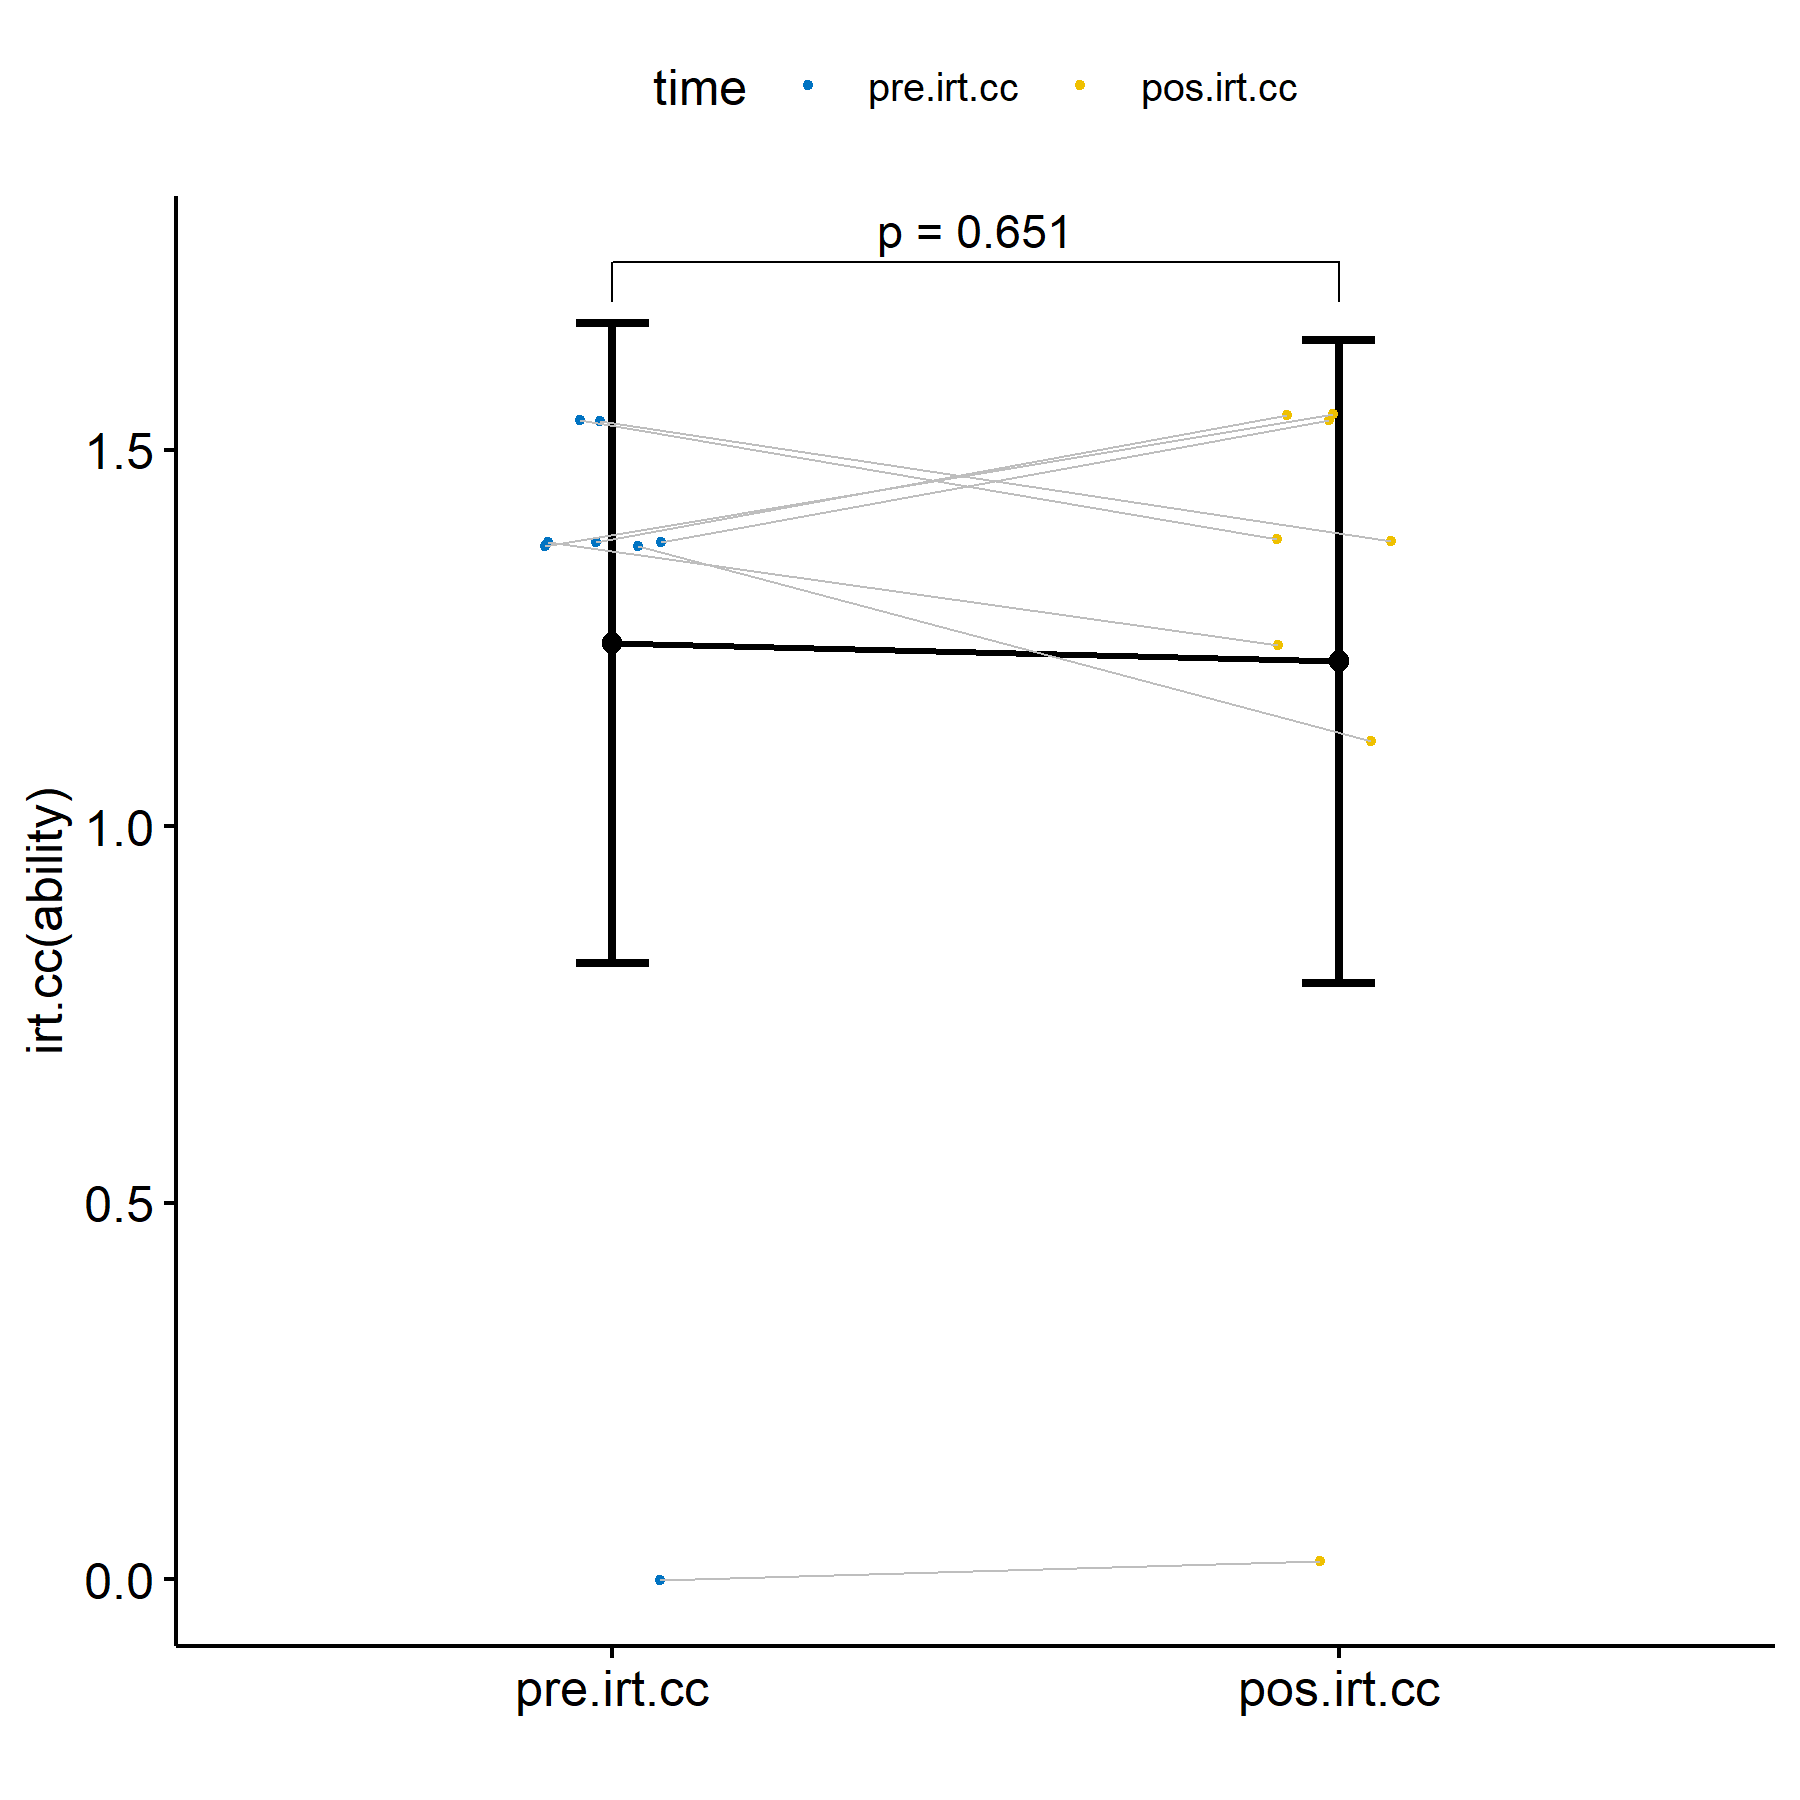 time pre.irt.cc pos.irt.cc
p = 0.651
1.5
1.0
0.5
0.0
irt.cc(ability)
pre.irt.cc pos.irt.cc